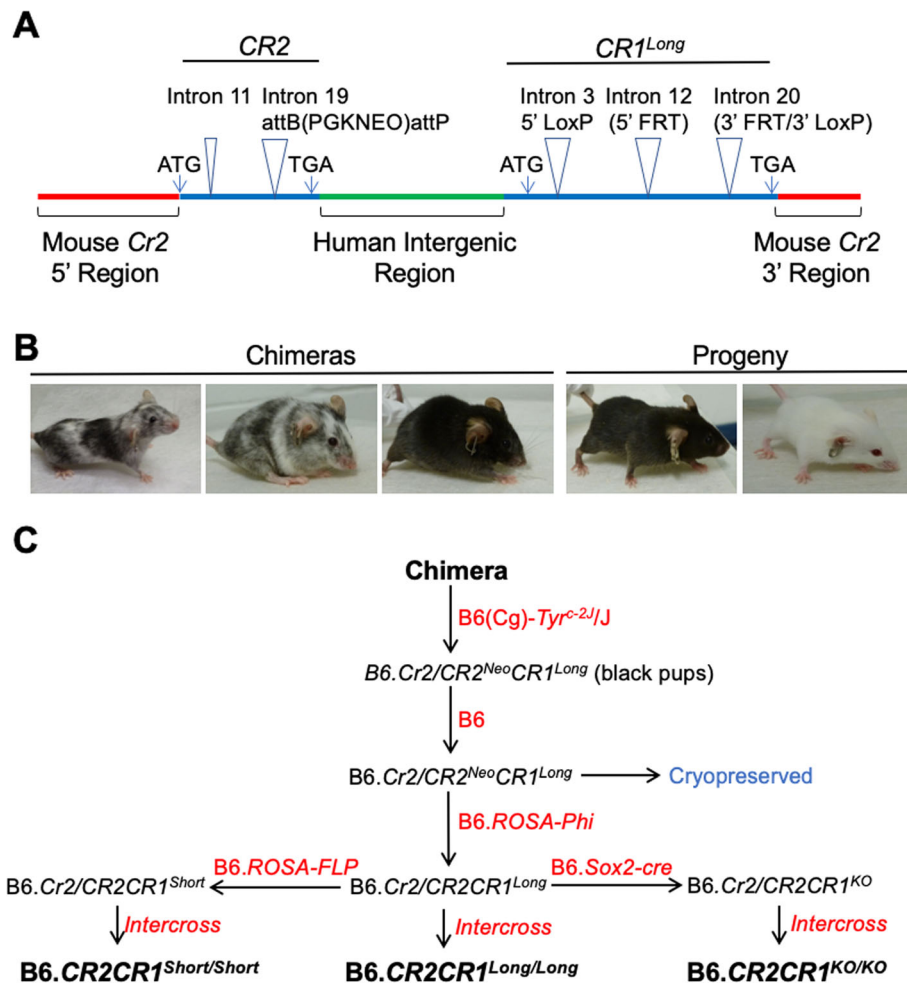 A
CR2
CR1Long
Intron 11
Intron 19
attB(PGKNEO)attP
Intron 3
5’ LoxP
Intron 12
(5’ FRT)
Intron 20
(3’ FRT/3’ LoxP)
ATG
TGA
ATG
TGA
Mouse Cr2
5’ Region
Human Intergenic
Region
Mouse Cr2
3’ Region
B
Chimeras
Progeny
C
Chimera
B6(Cg)-Tyrc-2J/J
B6.Cr2/CR2NeoCR1Long (black pups)
B6
B6.Cr2/CR2NeoCR1Long
Cryopreserved
B6.ROSA-Phi
B6.Cr2/CR2CR1Short
B6.ROSA-FLP
B6.Cr2/CR2CR1Long
B6.Sox2-cre
B6.Cr2/CR2CR1KO
Intercross
Intercross
Intercross
B6.CR2CR1Short/Short
B6.CR2CR1Long/Long
B6.CR2CR1KO/KO